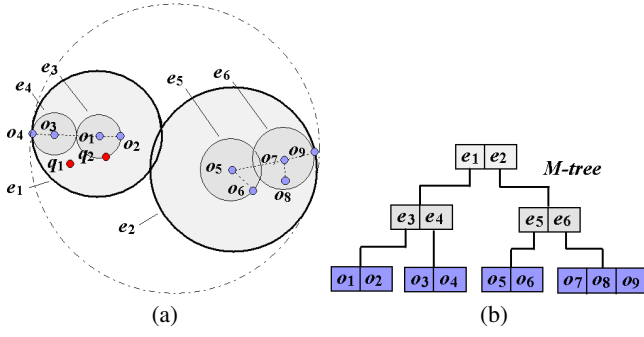 e3
e4
e5
e6
o4
o3
o1
o2
q1
q2
e1
e2
o5
o6
o7
o9
o8
(a)
e1 e2
M-tree
e3 e4
e5 e6
o1 o2
o3 o4
o5 o6
o7 o8 o9
(b)